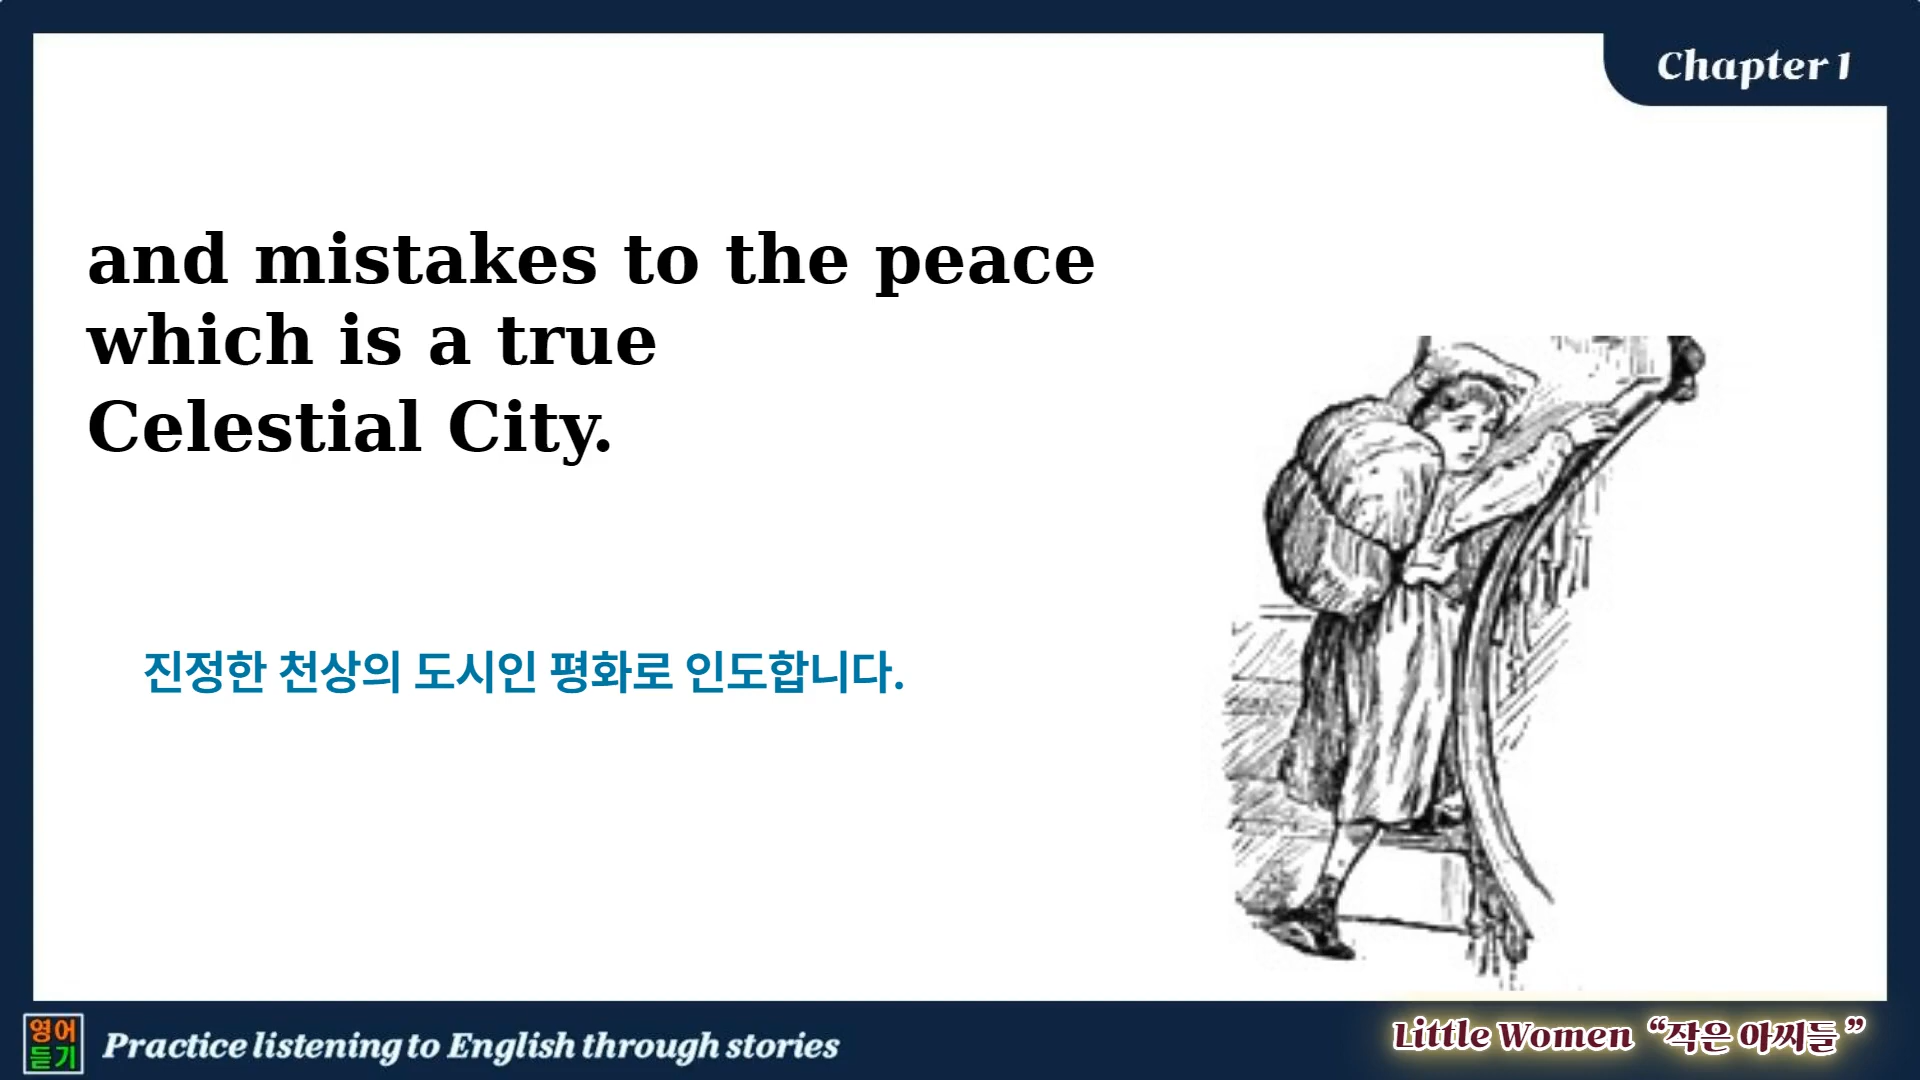 Chapter 1
and mistakes to the peace
which is a true
Celestial City.
진정한 천상의 도시인 평화로 인도합니다.
영어
듣기
Practice listening to English through stories
Little Women “작은 아씨들”